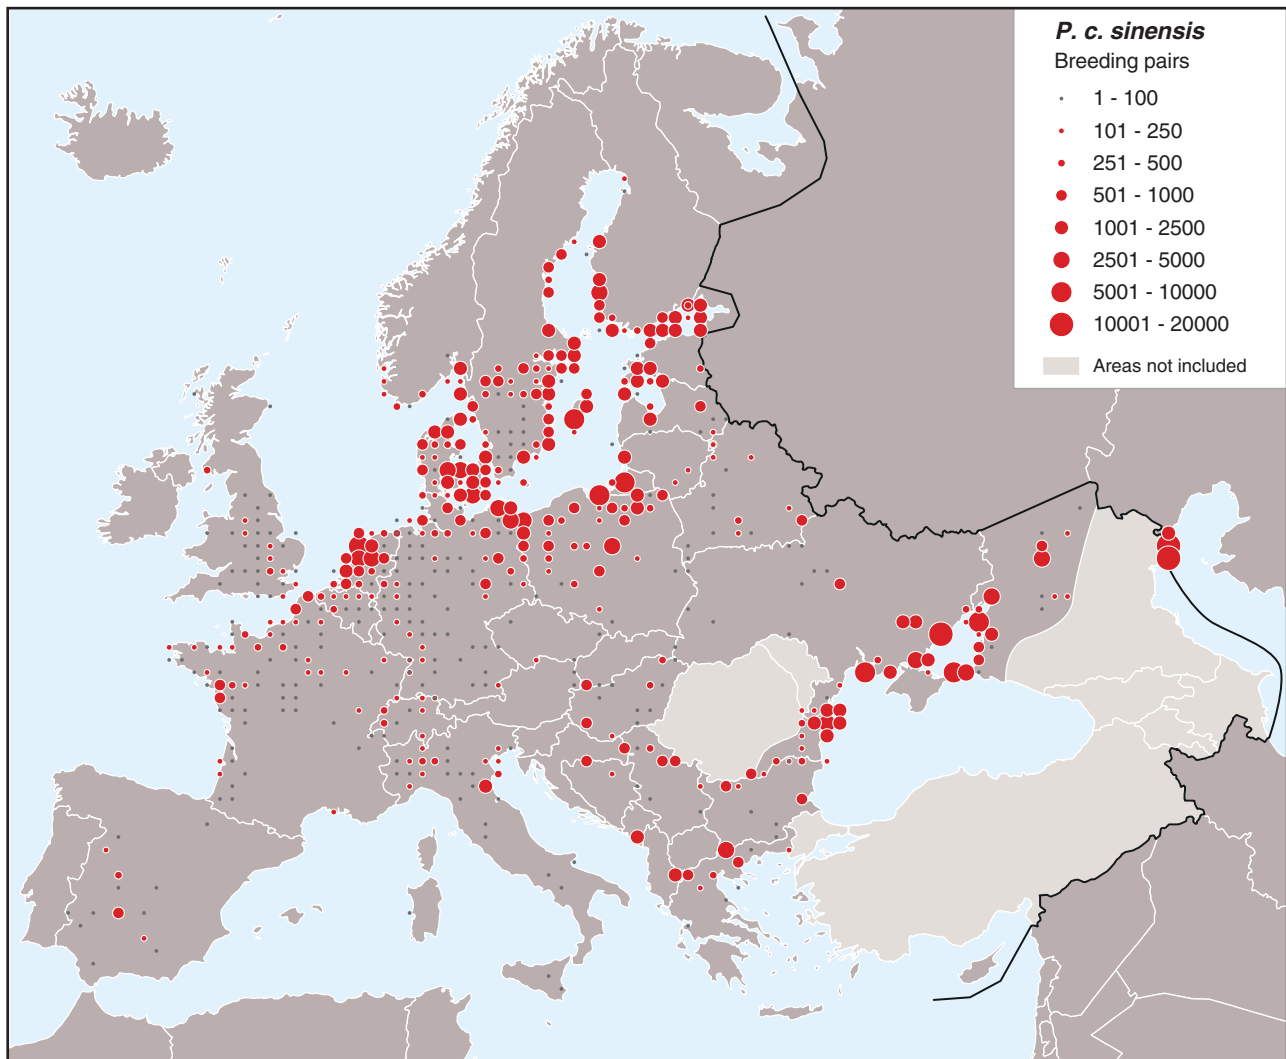 P. c. sinensis
Breeding pairs
1 - 100
101 - 250
251 - 500
501 - 1000
1001 - 2500
2501 - 5000
5001 - 10000
10001 - 20000
Areas not included